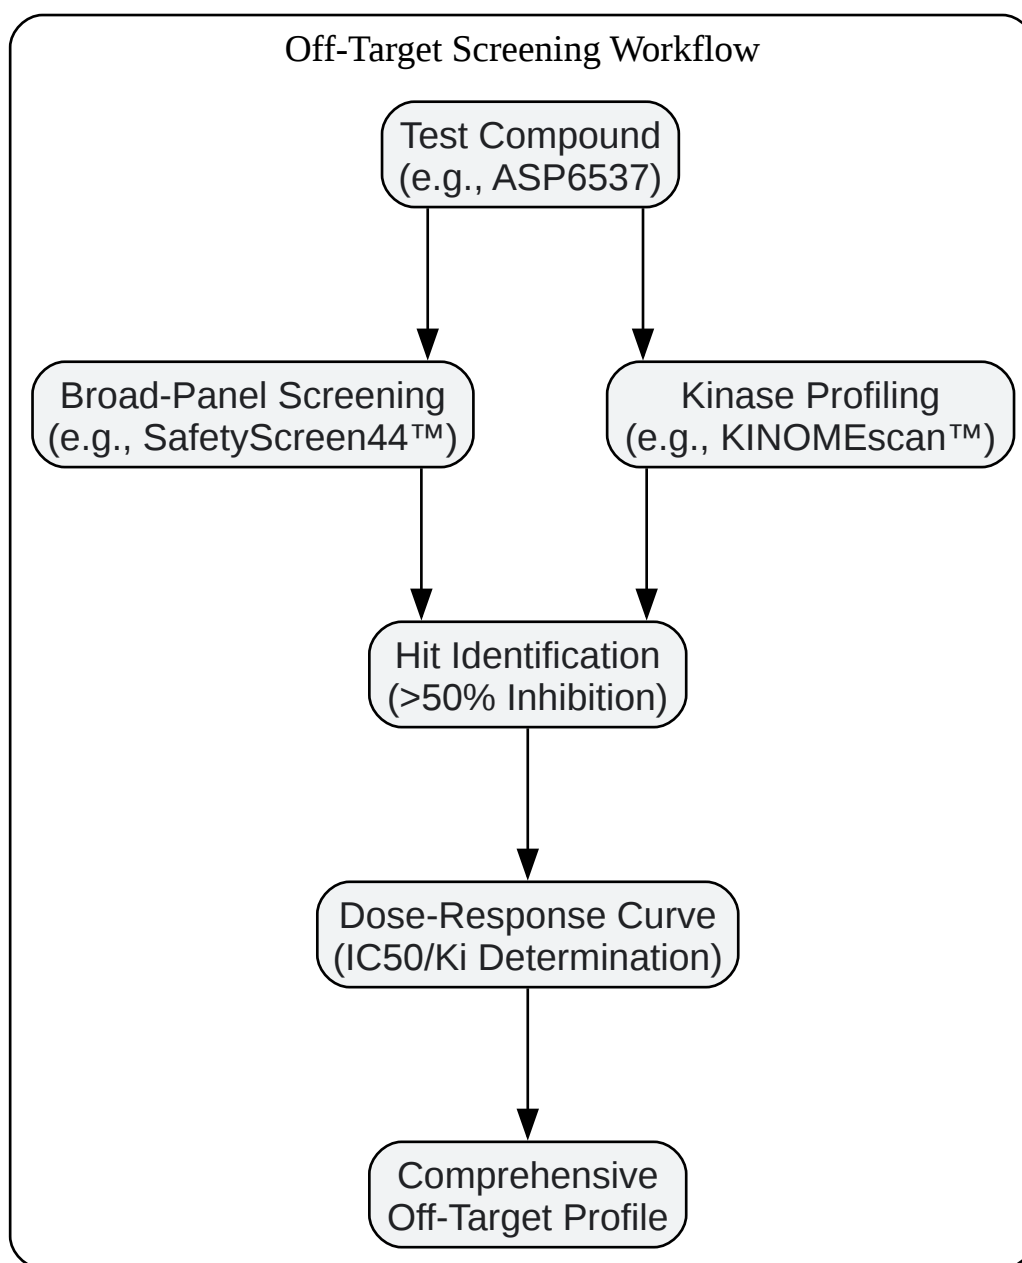 Off-Target Screening Workflow
Test Compound
(e.g., ASP6537)
Broad-Panel Screening
(e.g., SafetyScreen44™)
Kinase Profiling
(e.g., KINOMEscan™)
Hit Identification
(>50% Inhibition)
Dose-Response Curve
(IC50/Ki Determination)
Comprehensive
Off-Target Profile